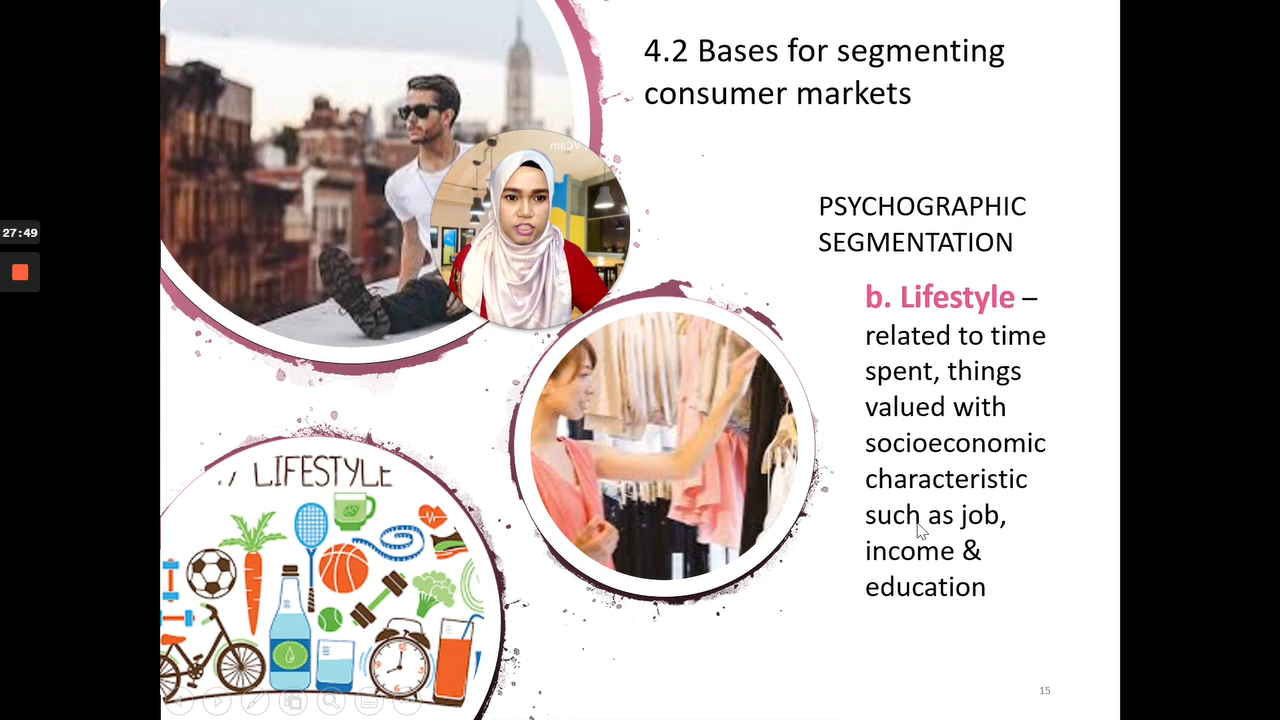 4.2 Bases for segmenting
consumer markets
PSYCHOGRAPHIC
SEGMENTATION
b. Lifestyle –
related to time
spent, things
valued with
socioeconomic
characteristic
such as job,
income &
education
LIFESTYLE
27:49
15